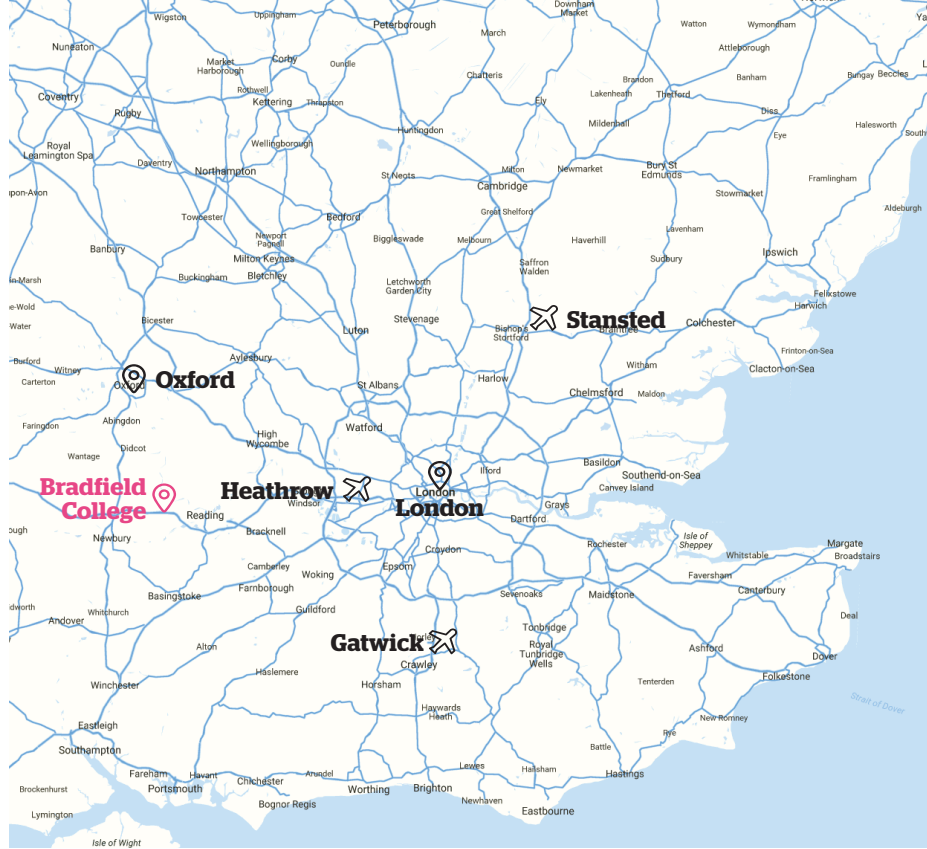 Downham
Market
Wigston
Uppingham
Peterborough
March
Watton
Wymondham
Nuneaton
Attleborough
Market
Harborough
Corby
Oundle
Chatteris
Brandon
Banham
Bungay
Beccles
Coventry
Rothwell
Kettering
Thrapston
Ely
Lakenheath
Thetford
Rugby
Huntingdon
Mildenhall
Diss
Eye
Halesworth
Royal
Leamington Spa
Wellingborough
Daventry
Northampton
St Neots
Milton
Newmarket
Bury St
Edmunds
Framlingham
upon-Avon
Cambridge
Stowmarket
Towcester
Bedford
Great Shelford
Aldeburgh
Newport
Pagnell
Biggleswade
Melbourn
Haverhill
Lavenham
Banbury
Milton Keynes
Bletchley
Saffron
Walden
Sudbury
Ipswich
n-Marsh
Buckingham
Letchworth
Garden City
Felixstowe
Harwich
e-Wold
Water
Bicester
Luton
Stevenage
Bishop's
Stortford
Stansted
Braintree
Colchester
Burford
Witney
Carterton
Aylesbury
Frinton-on-Sea
Clacton-on-Sea
Oxford
Oxford
St Albans
Harlow
Witham
Chelmsford
Maldon
Faringdon
Abingdon
Watford
High
Wycombe
Wantage
Didcot
Ilford
Basildon
Southend-on-Sea
Canvey Island
Bradfield
College
Heathrow
Windsor
London
London
Grays
Dartford
ough
Reading
Newbury
Bracknell
Croydon
Rochester
Isle of
Sheppey
Margate
Broadstairs
Whitstable
Camberley
Woking
Epsom
Farnborough
Sevenoaks
Maidstone
Faversham
Canterbury
Basingstoke
Guildford
dworth
Whitchurch
Andover
Deal
Alton
Gatwick
Crawley
Tonbridge
Royal
Tunbridge
Wells
Ashford
Dover
Folkestone
Haslemere
Horsham
Tenterden
Winchester
Haywards
Heath
New Romney
Strait of Dover
Eastleigh
Southampton
Rye
Battle
Fareham
Havant
Portsmouth
Chichester
Arundel
Lewes
Hailsham
Hastings
Brockenhurst
Lymington
Bognor Regis
Worthing
Brighton
Newhaven
Eastbourne
Isle of Wight